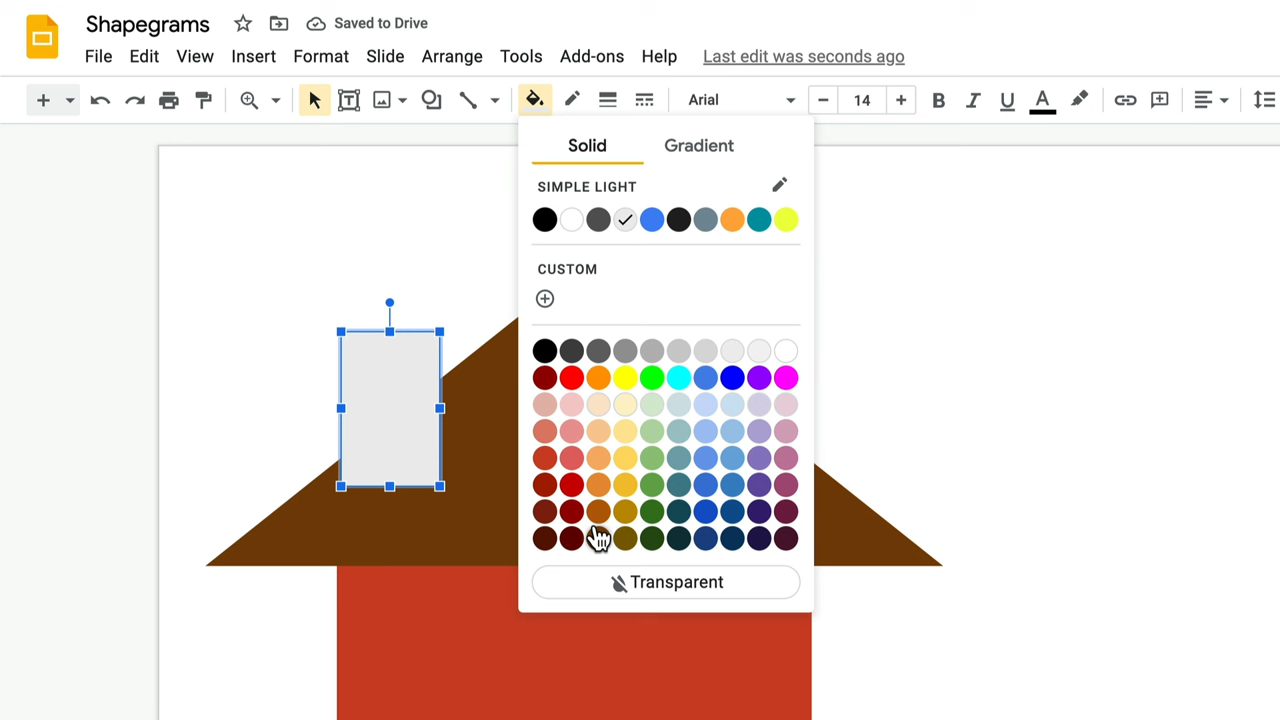 Shapegrams Saved to Drive
File Edit View Insert Format Slide Arrange Tools Add-ons Help Last edit was seconds ago
Arial 14 B I U A
Solid Gradient
SIMPLE LIGHT
CUSTOM
Transparent